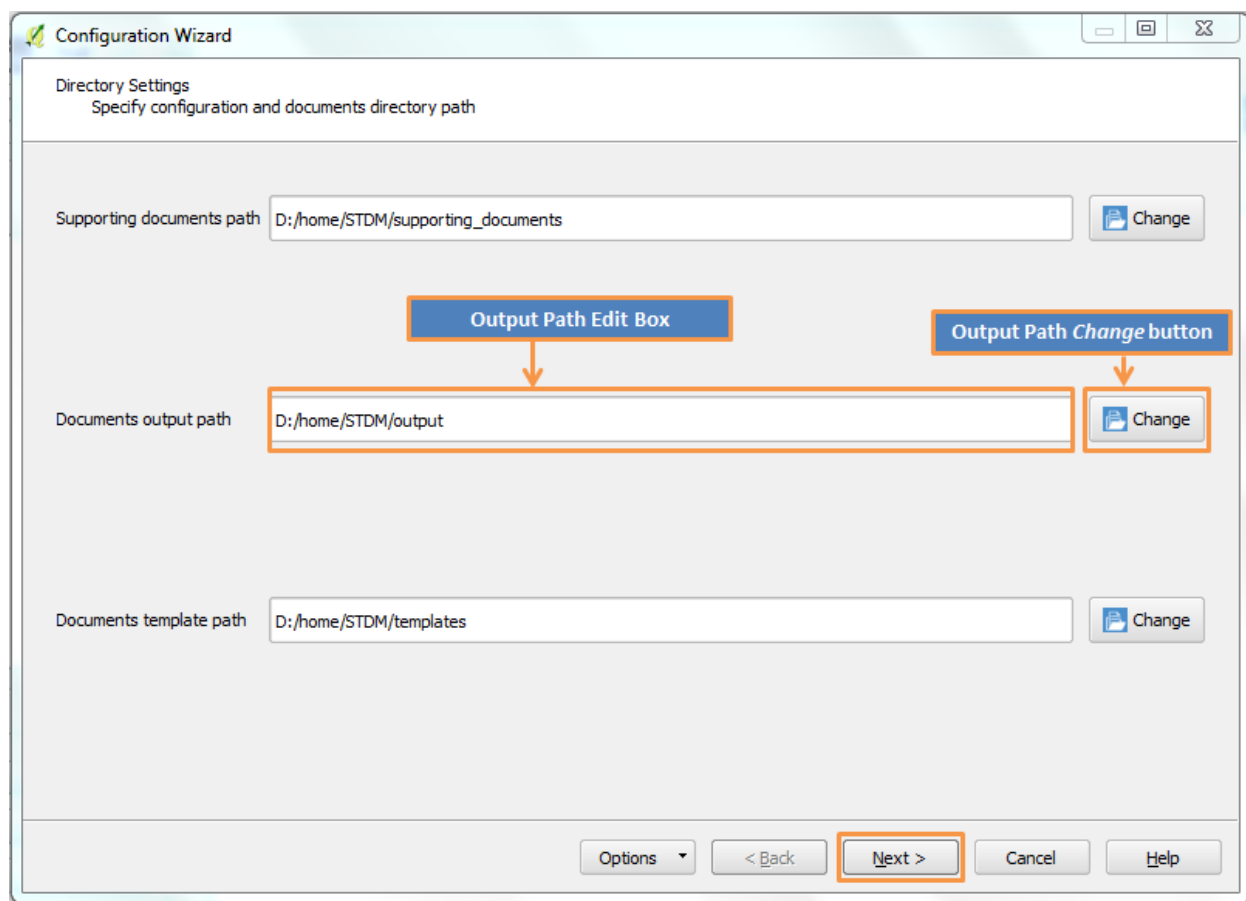 Configuration Wizard
Directory Settings
Specify configuration and documents directory path
Supporting documents path D:/home/STDM/supporting_documents Change
Output Path Edit Box
Output Path Change button
Documents output path D:/home/STDM/output Change
Documents template path D:/home/STDM/templates Change
Options < Back Next > Cancel Help